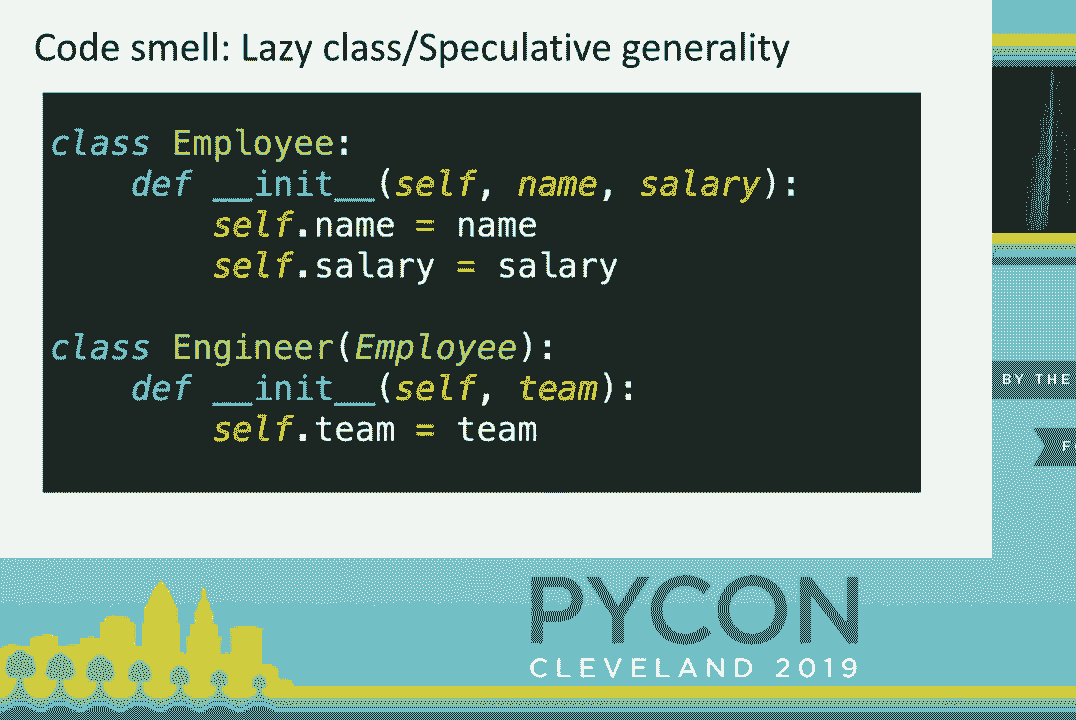 Code smell: Lazy class/Speculative generality
class Employee:
    def __init__(self, name, salary):
        self.name = name
        self.salary = salary
class Engineer(Employee):
    def __init__(self, team):
        self.team = team
BY THE
PYCON
CLEVELAND 2019